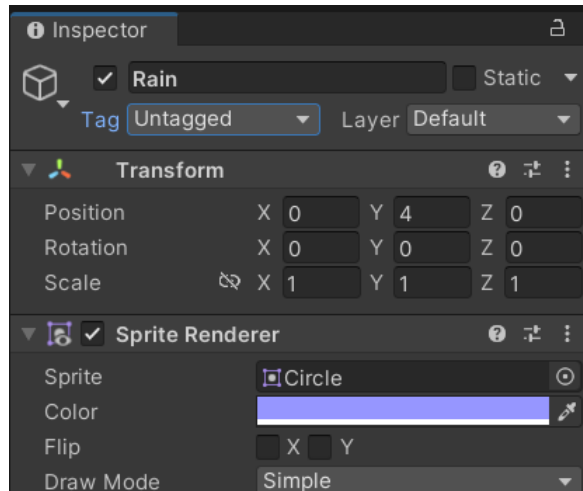 Inspector
Rain Static
Tag Untagged Layer Default
Transform
Position X 0 Y 4 Z 0
Rotation X 0 Y 0 Z 0
Scale X 1 Y 1 Z 1
Sprite Renderer
Sprite Circle
Color
Flip X Y
Draw Mode Simple